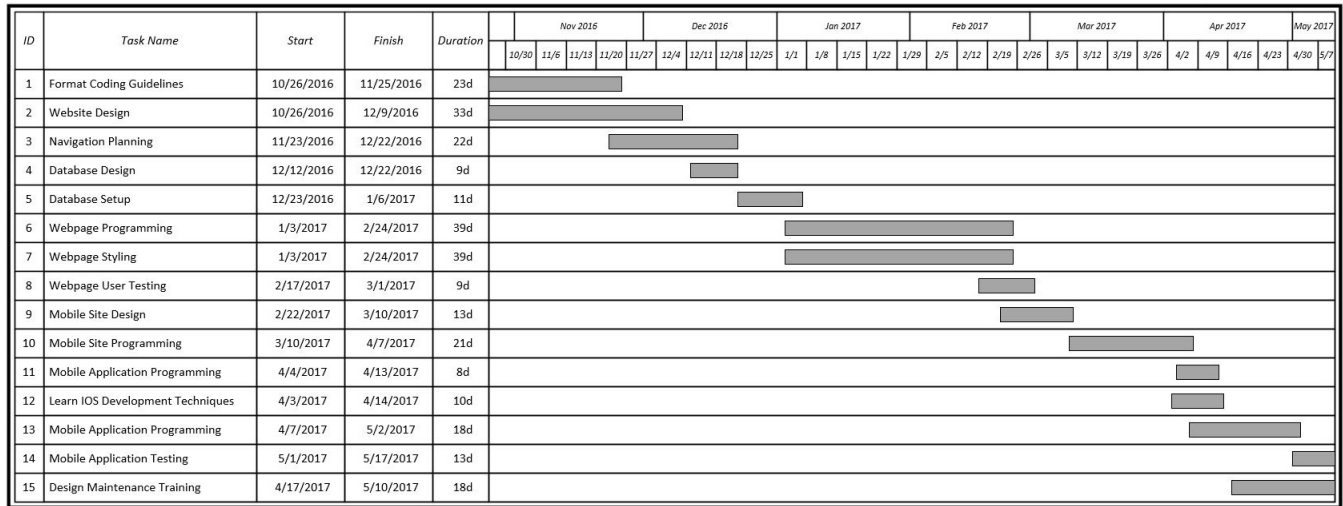 ID Task Name Start Finish Duration Nov 2016 Dec 2016 Jan 2017 Feb 2017 Mar 2017 Apr 2017 May 2017
10/30 11/6 11/13 11/20 11/27 12/4 12/11 12/18 12/25 1/1 1/8 1/15 1/22 1/29 2/5 2/12 2/19 2/26 3/5 3/12 3/19 3/26 4/2 4/9 4/16 4/23 4/30 5/7
1 Format Coding Guidelines 10/26/2016 11/25/2016 23d
2 Website Design 10/26/2016 12/9/2016 33d
3 Navigation Planning 11/23/2016 12/22/2016 22d
4 Database Design 12/12/2016 12/22/2016 9d
5 Database Setup 12/23/2016 1/6/2017 11d
6 Webpage Programming 1/3/2017 2/24/2017 39d
7 Webpage Styling 1/3/2017 2/24/2017 39d
8 Webpage User Testing 2/17/2017 3/1/2017 9d
9 Mobile Site Design 2/22/2017 3/10/2017 13d
10 Mobile Site Programming 3/10/2017 4/7/2017 21d
11 Mobile Application Programming 4/4/2017 4/13/2017 8d
12 Learn IOS Development Techniques 4/3/2017 4/14/2017 10d
13 Mobile Application Programming 4/7/2017 5/2/2017 18d
14 Mobile Application Testing 5/1/2017 5/17/2017 13d
15 Design Maintenance Training 4/17/2017 5/10/2017 18d